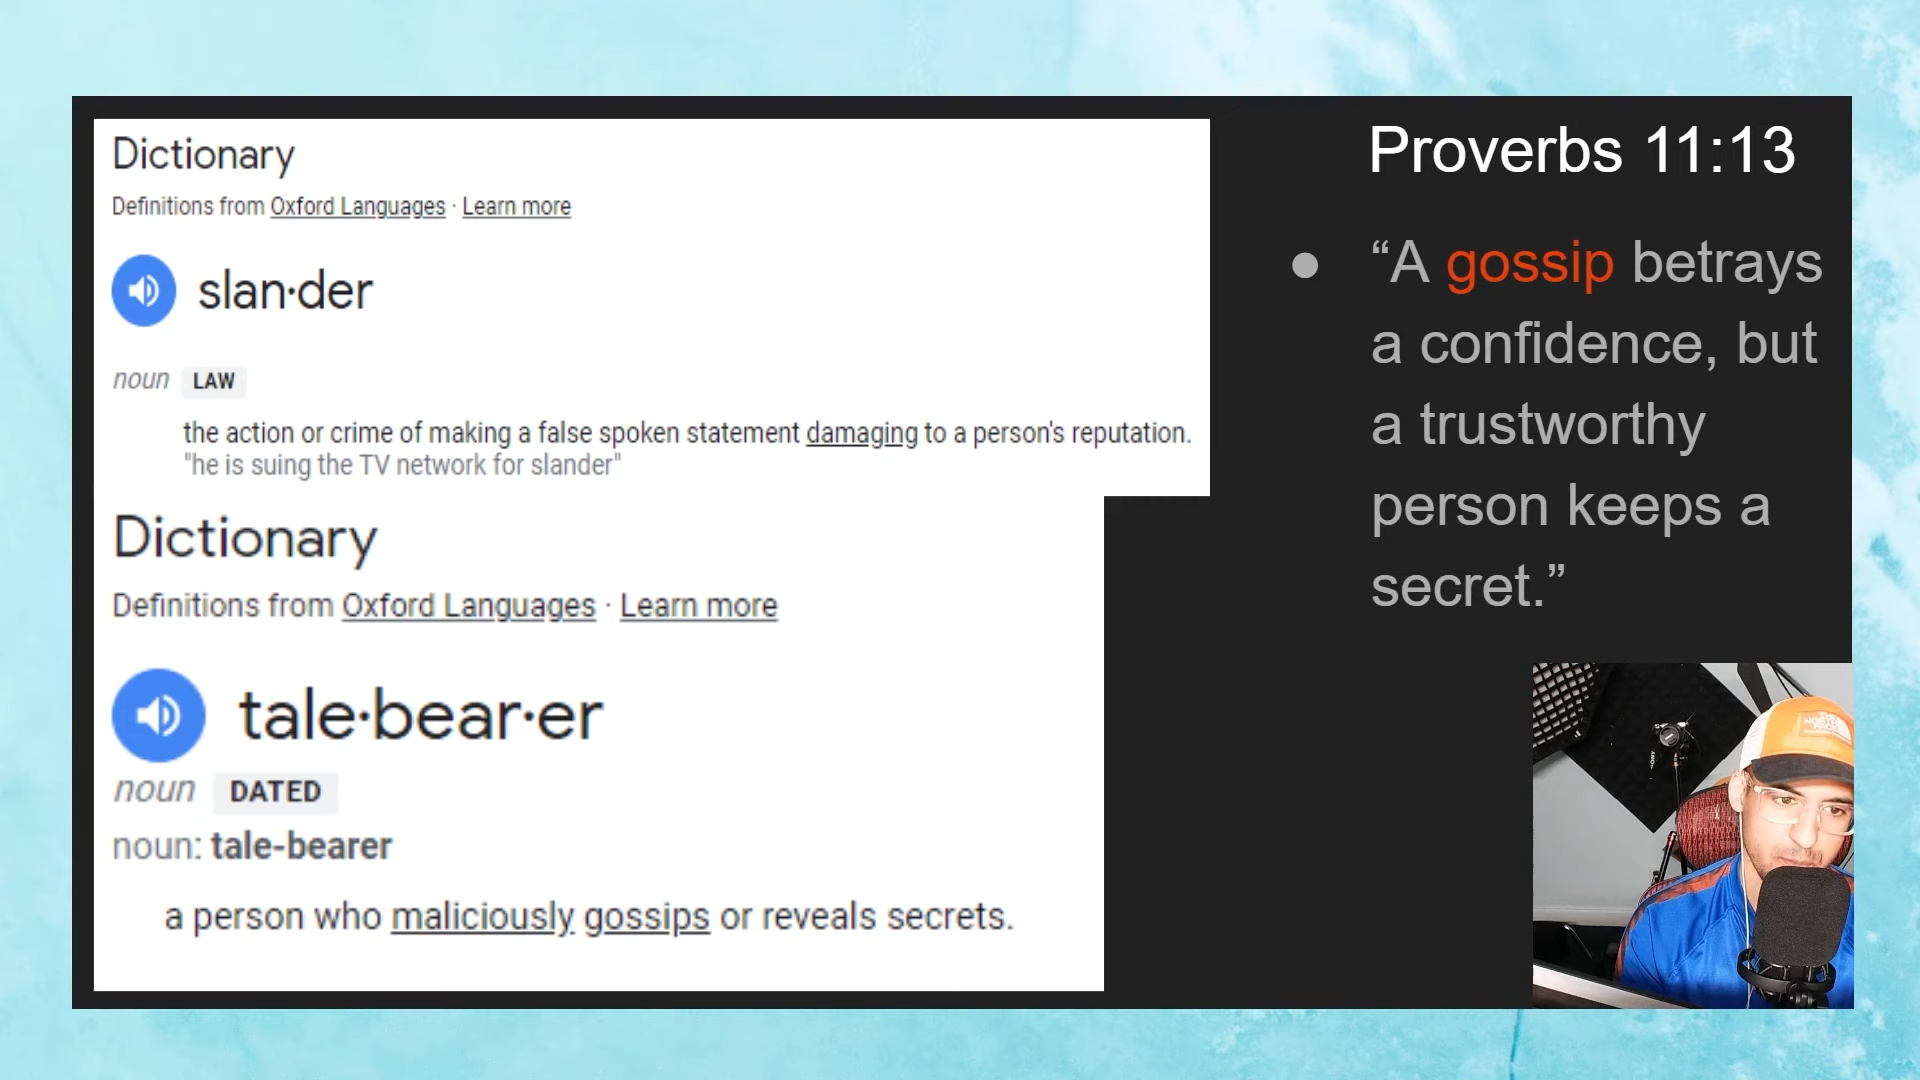 Dictionary
Definitions from Oxford Languages · Learn more
slan·der
noun LAW
the action or crime of making a false spoken statement damaging to a person's reputation.
"he is suing the TV network for slander"
Dictionary
Definitions from Oxford Languages · Learn more
tale·bear·er
noun DATED
noun: tale-bearer
a person who maliciously gossips or reveals secrets.
Proverbs 11:13
● “A gossip betrays
a confidence, but
a trustworthy
person keeps a
secret.”